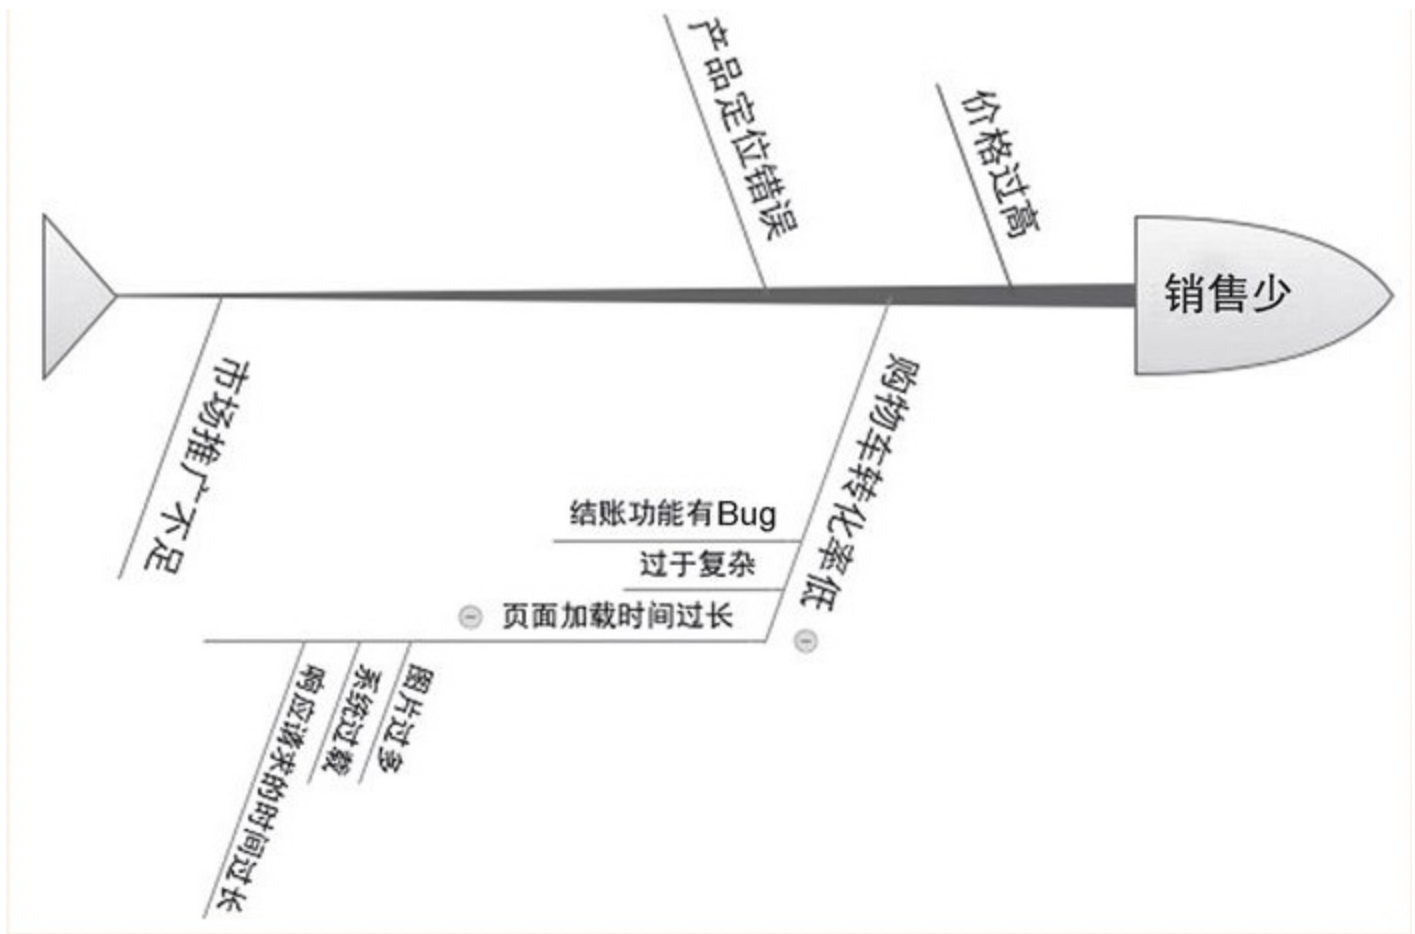 产品定位错误
价格过高
销售少
市场推广不足
购物车转化率低
结账功能有Bug
过于复杂
页面加载时间过长
图片过多
系统过载
响应请求的时间过长